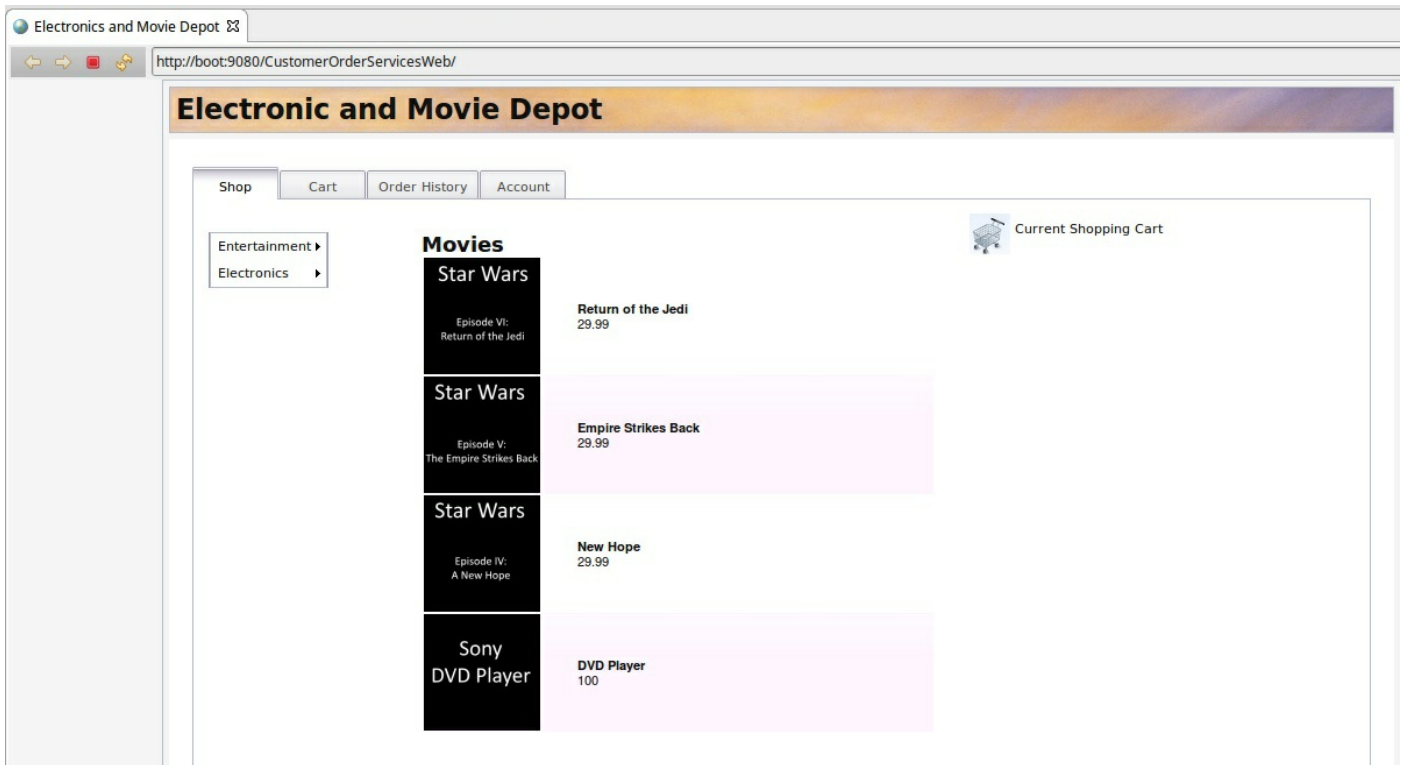 Electronics and Movie Depot
http://boot:9080/CustomerOrderServicesWeb/
Electronic and Movie Depot
Shop
Cart
Order History
Account
Entertainment
Electronics
Movies
Star Wars
Episode VI:
Return of the Jedi
Return of the Jedi
29.99
Star Wars
Episode V:
The Empire Strikes Back
Empire Strikes Back
29.99
Star Wars
Episode IV:
A New Hope
New Hope
29.99
Sony
DVD Player
DVD Player
100
Current Shopping Cart